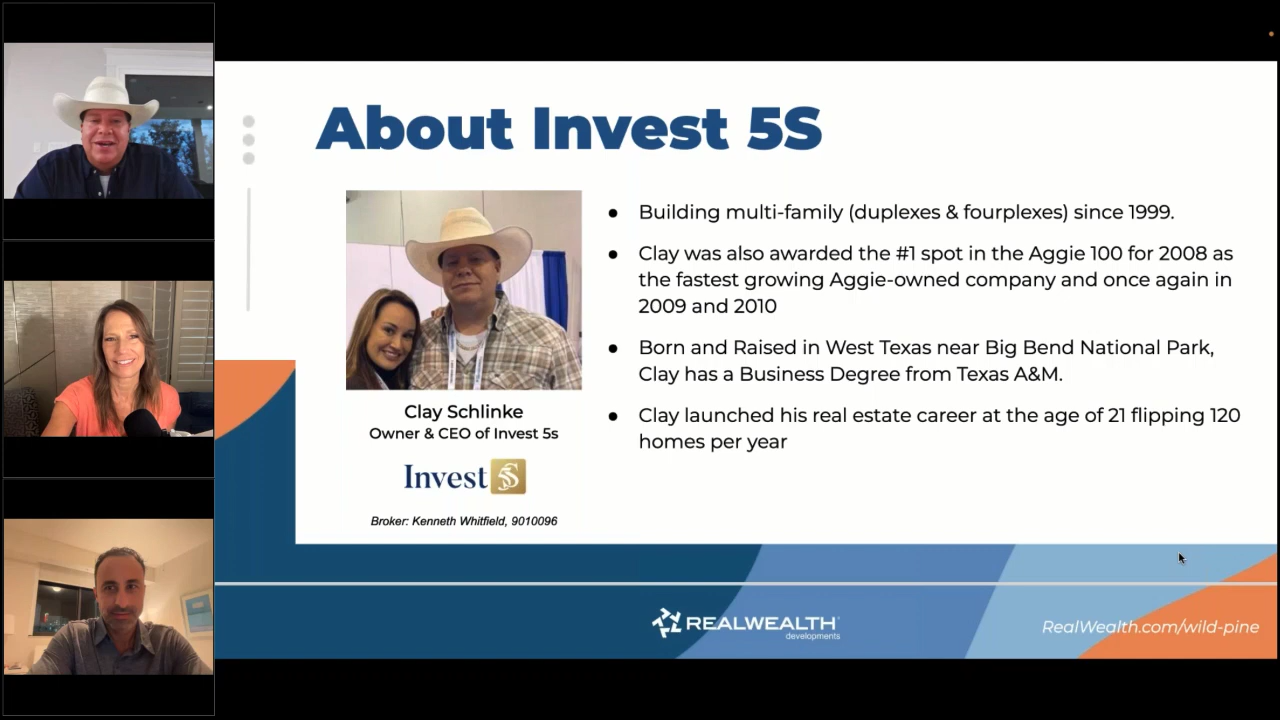 About Invest 5S
Clay Schlinke
Owner & CEO of Invest 5s
Invest 5S
Broker: Kenneth Whitfield, 9010096
● Building multi-family (duplexes & fourplexes) since 1999.
● Clay was also awarded the #1 spot in the Aggie 100 for 2008 as
the fastest growing Aggie-owned company and once again in
2009 and 2010
● Born and Raised in West Texas near Big Bend National Park,
Clay has a Business Degree from Texas A&M.
● Clay launched his real estate career at the age of 21 flipping 120
homes per year
REALWEALTH
developments
RealWealth.com/wild-pine